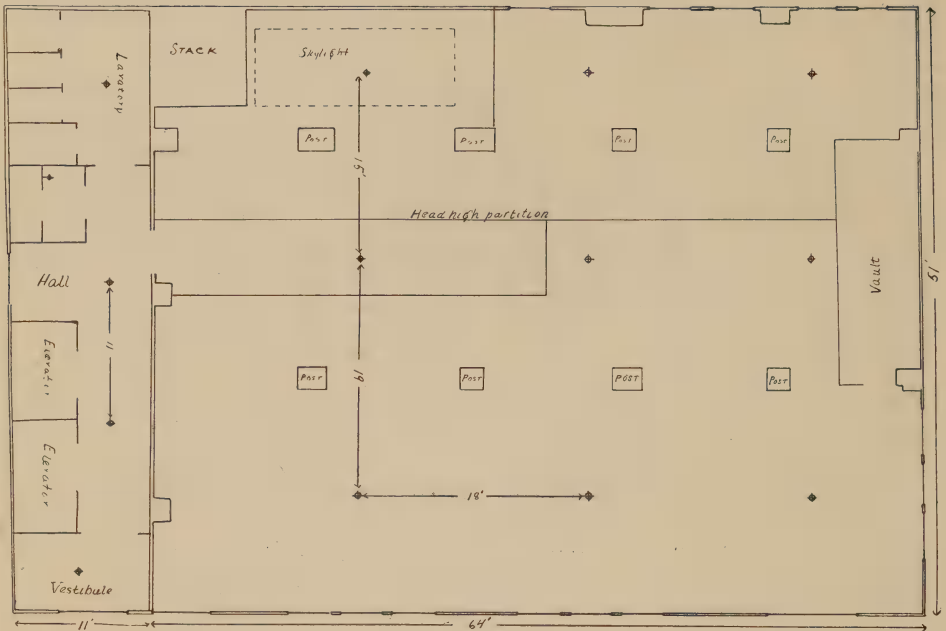 STACK
Skylight
Lavatory
Post
Post
Post
Post
15'
Head high partition
Hall
Vault
51'
Elevator
11
Post
Post
POST
Post
19
Elevator
18'
Vestibule
11'
64'